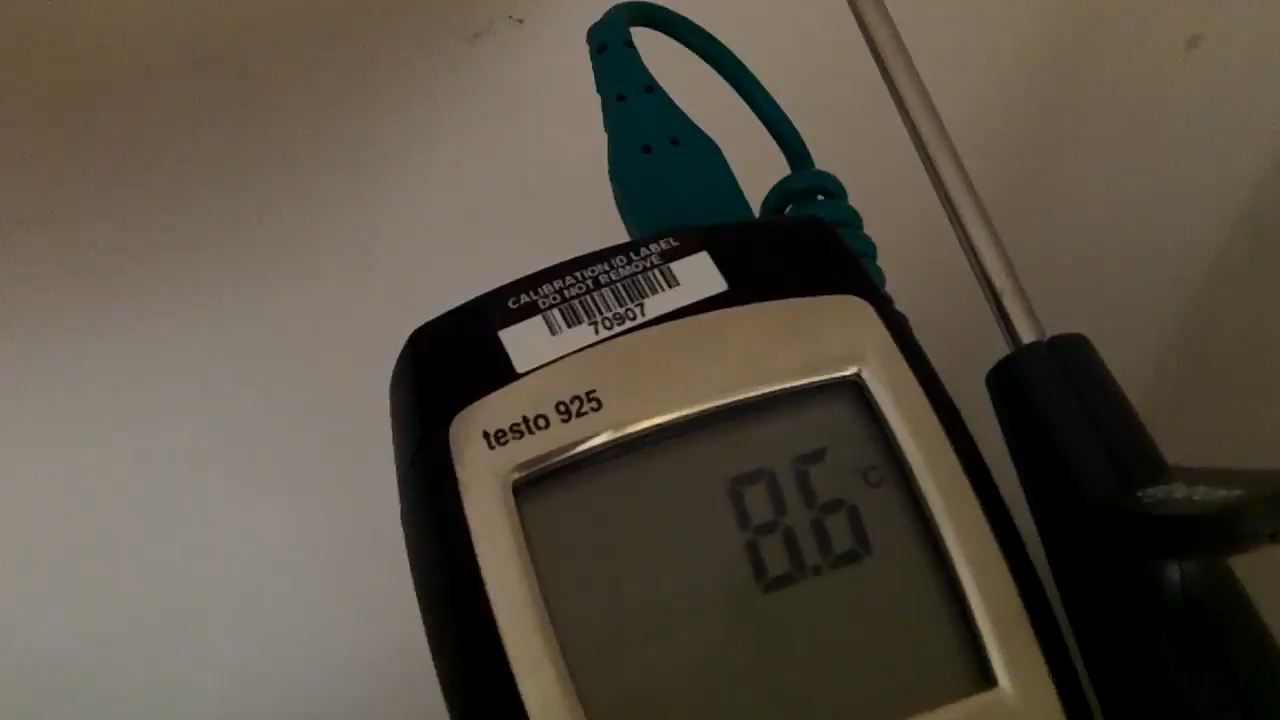 CALIBRATION ID LABEL
DO NOT REMOVE
70907
testo 925
8.6 °C